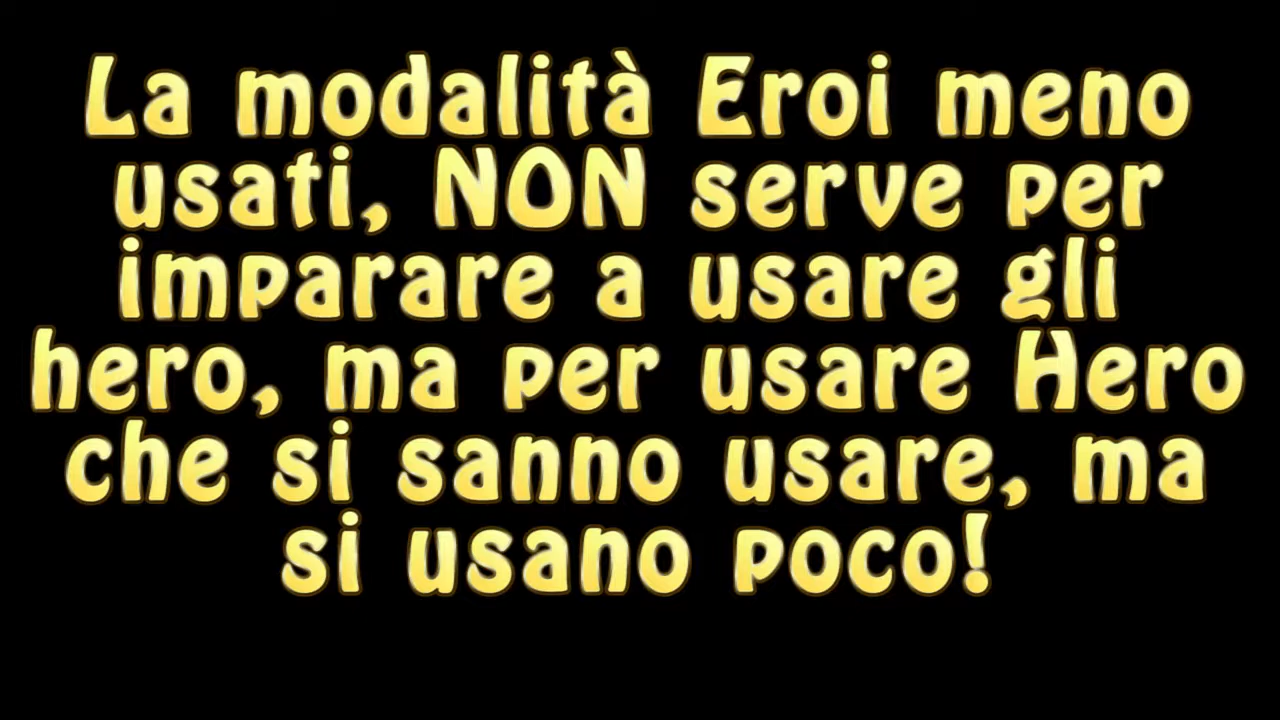 La modalità Eroi meno
usati, NON serve per
imparare a usare gli
hero, ma per usare Hero
che si sanno usare, ma
si usano poco!